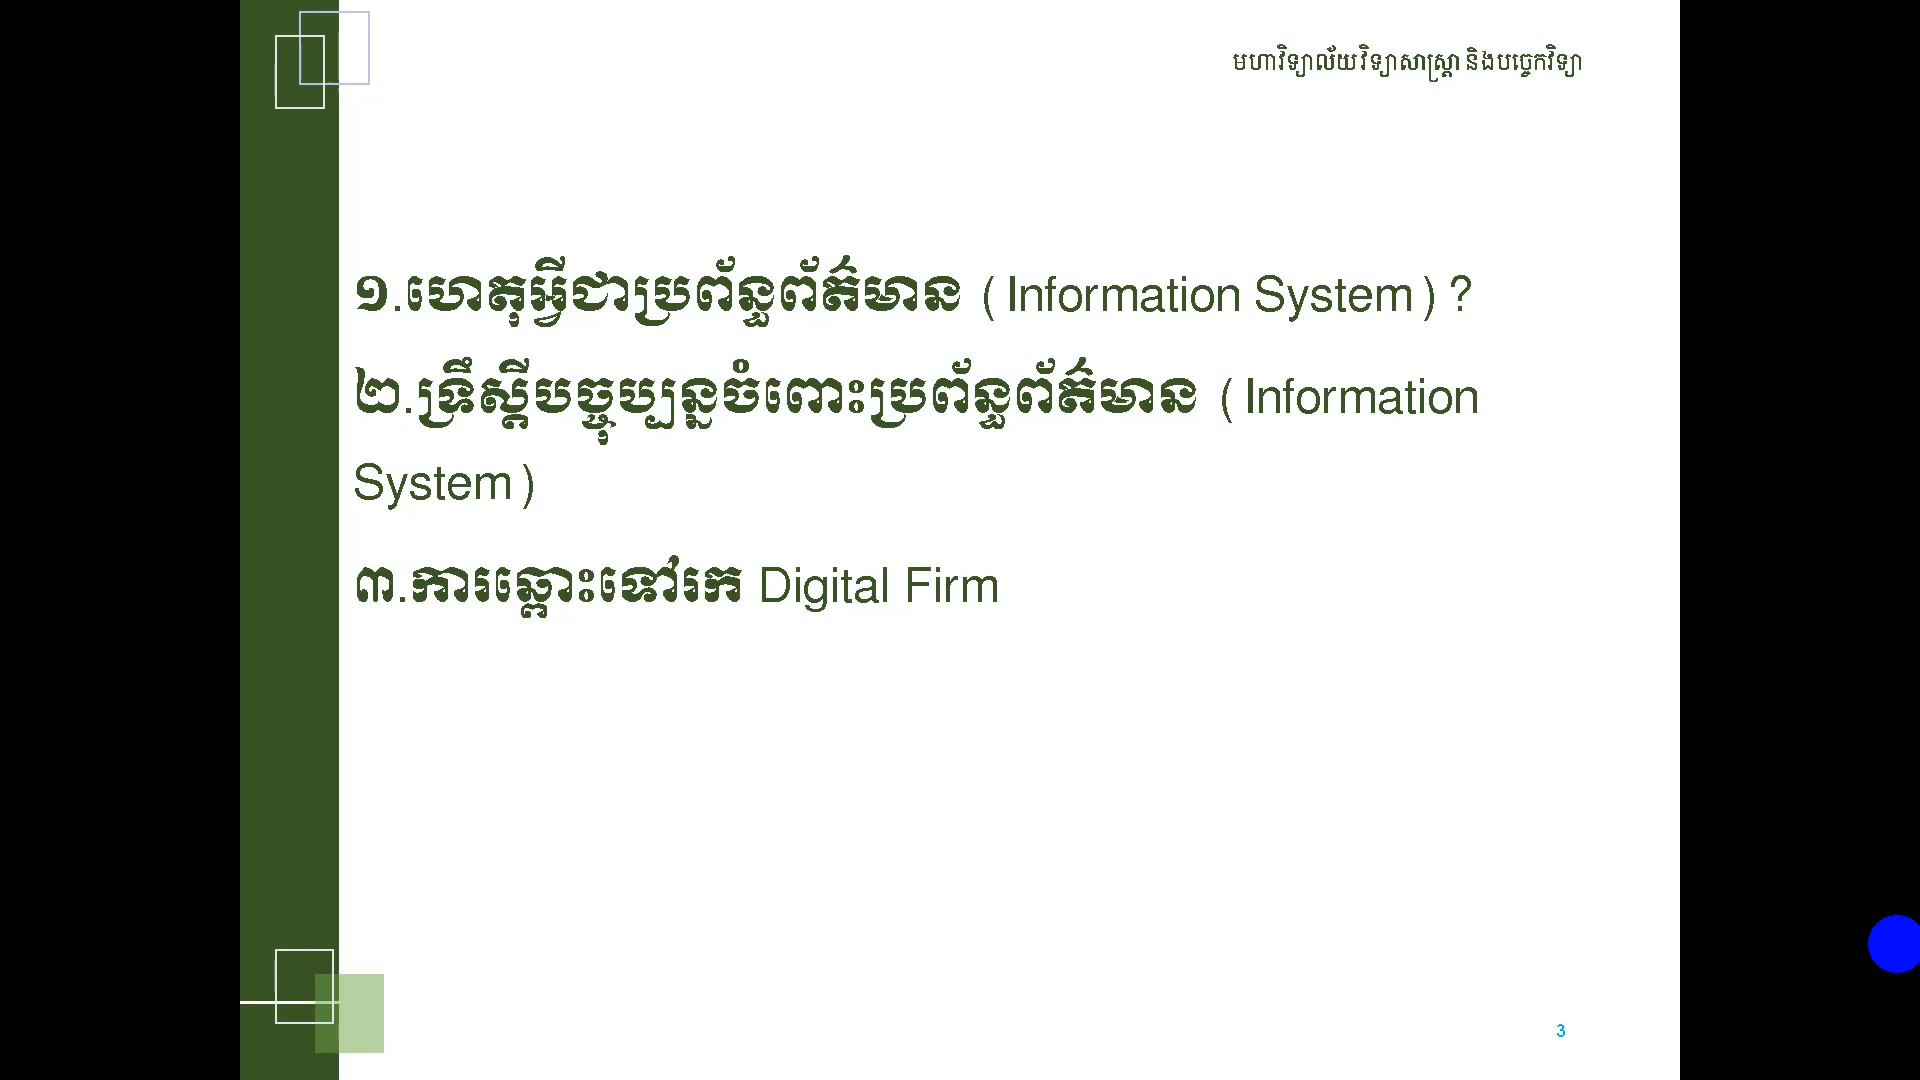 មហាវិទ្យាល័យវិទ្យាសាស្ត្រា និងបច្ចេកវិទ្យា
១.ហេតុអ្វីជាប្រព័ន្ធព័ត៌មាន (Information System) ?
២.ទ្រឹស្តីបច្ចុប្បន្នចំពោះប្រព័ន្ធព័ត៌មាន (Information
System)
៣.ការឆ្ពោះទៅរក Digital Firm
3